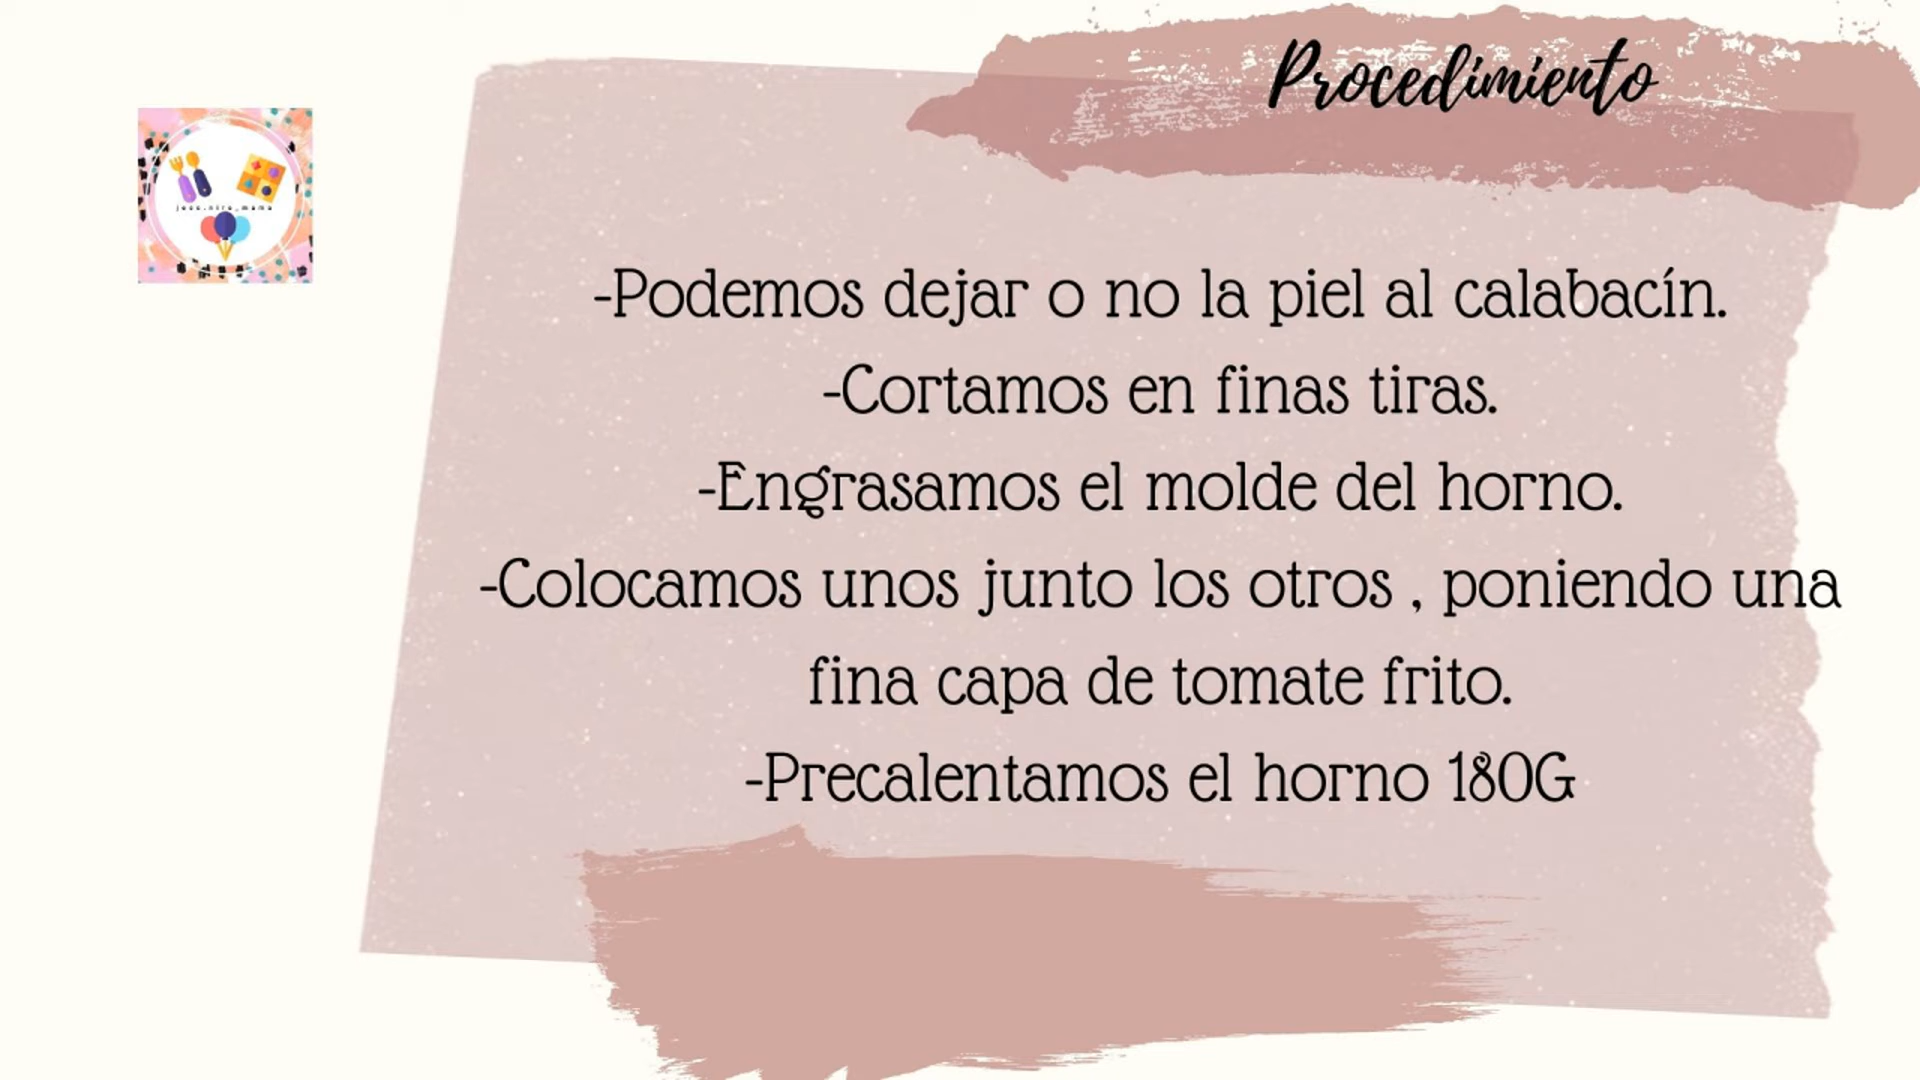 Procedimiento
-Podemos dejar o no la piel al calabacín.
-Cortamos en finas tiras.
-Engrasamos el molde del horno.
-Colocamos unos junto los otros , poniendo una
fina capa de tomate frito.
-Precalentamos el horno 180G